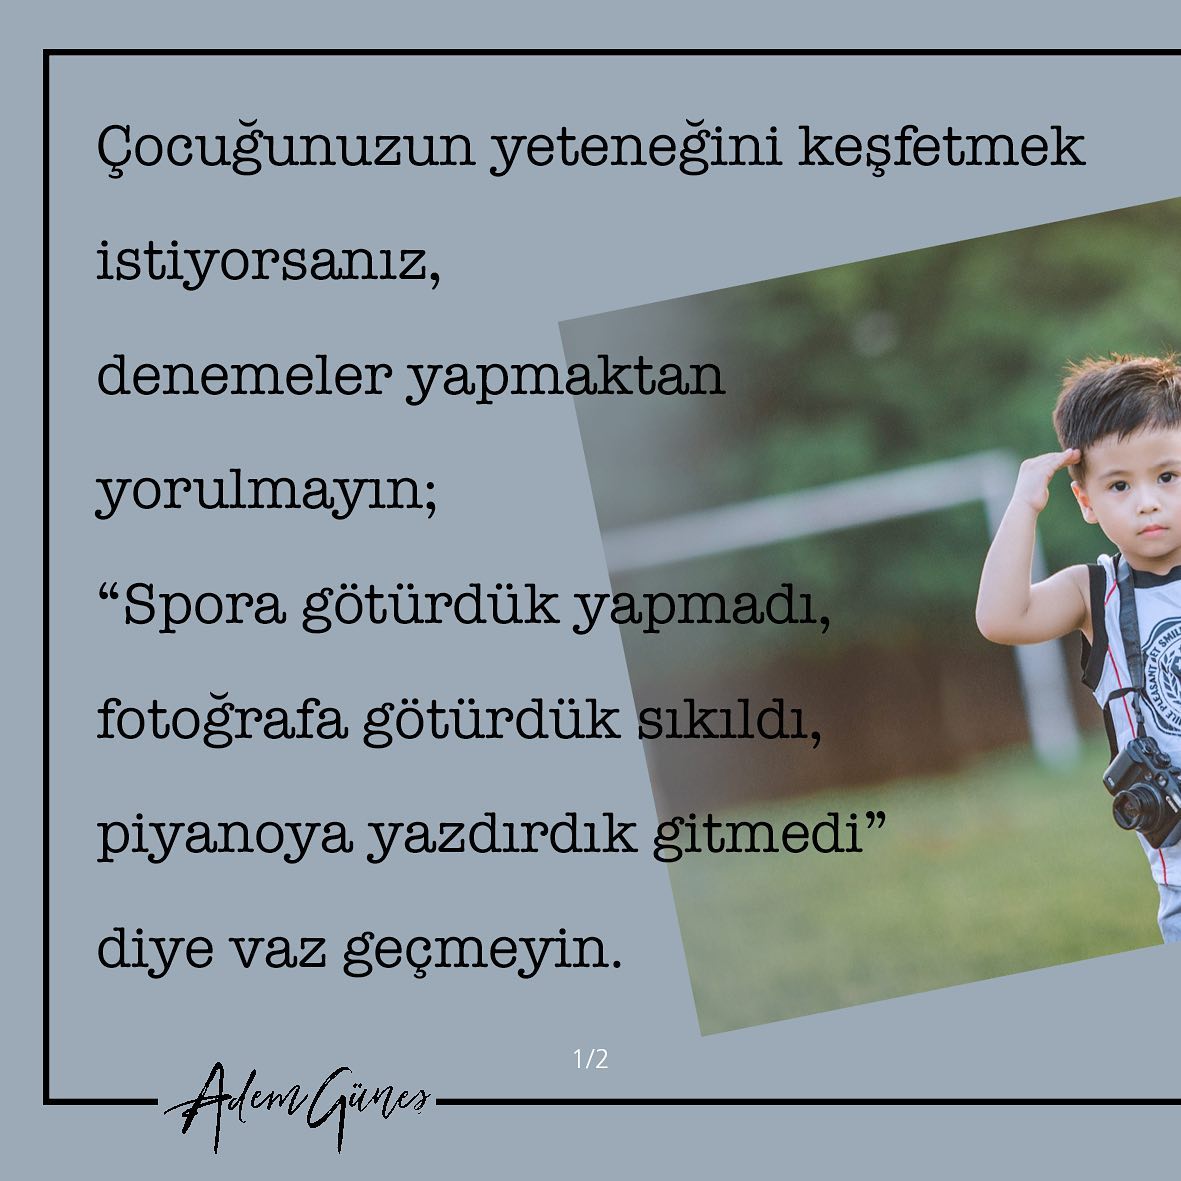 Çocuğunuzun yeteneğini keşfetmek
istiyorsanız,
denemeler yapmaktan
yorulmayın;
“Spora götürdük yapmadı,
fotoğrafa götürdük sıkıldı,
piyanoya yazdırdık gitmedi”
diye vaz geçmeyin.
1/2
Adem Güneş